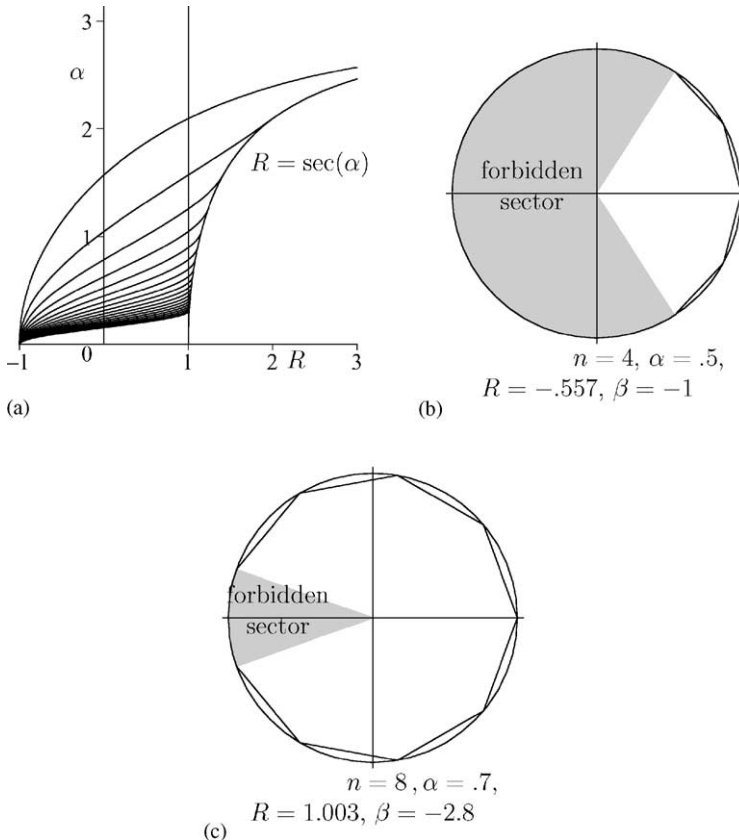 3
α
2
R = sec(α)
1
0
−1
1
R
2
3
(a)
forbidden
sector
n = 4, α = .5,
R = −.557, β = −1
(b)
forbidden
sector
n = 8 , α = .7,
R = 1.003, β = −2.8
(c)